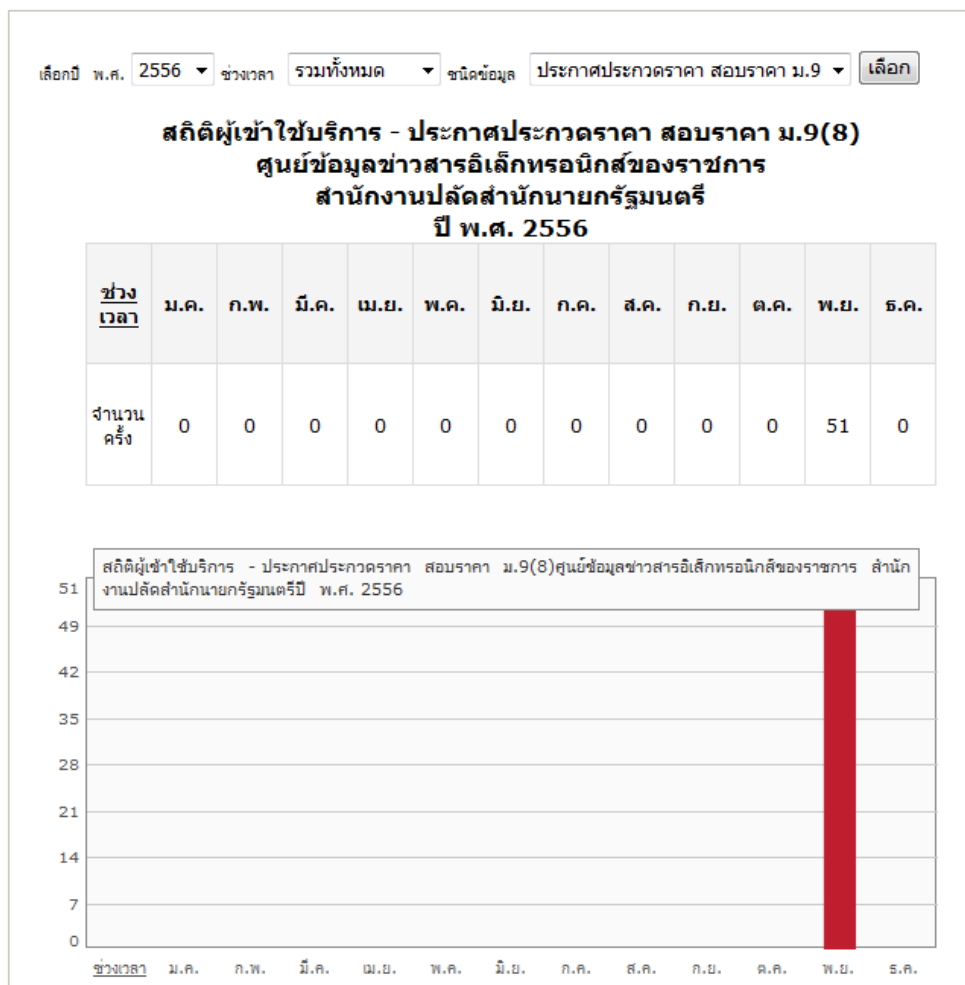 เลือกปี พ.ศ. 2556 ช่วงเวลา รวมทั้งหมด ชนิดข้อมูล ประกาศประกวดราคา สอบราคา ม.9 เลือก
สถิติผู้เข้าใช้บริการ - ประกาศประกวดราคา สอบราคา ม.9(8)
ศูนย์ข้อมูลข่าวสารอิเล็กทรอนิกส์ของราชการ
สำนักงานปลัดสำนักนายกรัฐมนตรี
ปี พ.ศ. 2556
ช่วง
เวลา ม.ค. ก.พ. มี.ค. เม.ย. พ.ค. มิ.ย. ก.ค. ส.ค. ก.ย. ต.ค. พ.ย. ธ.ค.
จำนวน
ครั้ง 0 0 0 0 0 0 0 0 0 0 51 0
สถิติผู้เข้าใช้บริการ - ประกาศประกวดราคา สอบราคา ม.9(8)ศูนย์ข้อมูลข่าวสารอิเล็กทรอนิกส์ของราชการ สำนัก
งานปลัดสำนักนายกรัฐมนตรีปี พ.ศ. 2556
51
49
42
35
28
21
14
7
0
ช่วงเวลา ม.ค. ก.พ. มี.ค. เม.ย. พ.ค. มิ.ย. ก.ค. ส.ค. ก.ย. ต.ค. พ.ย. ธ.ค.